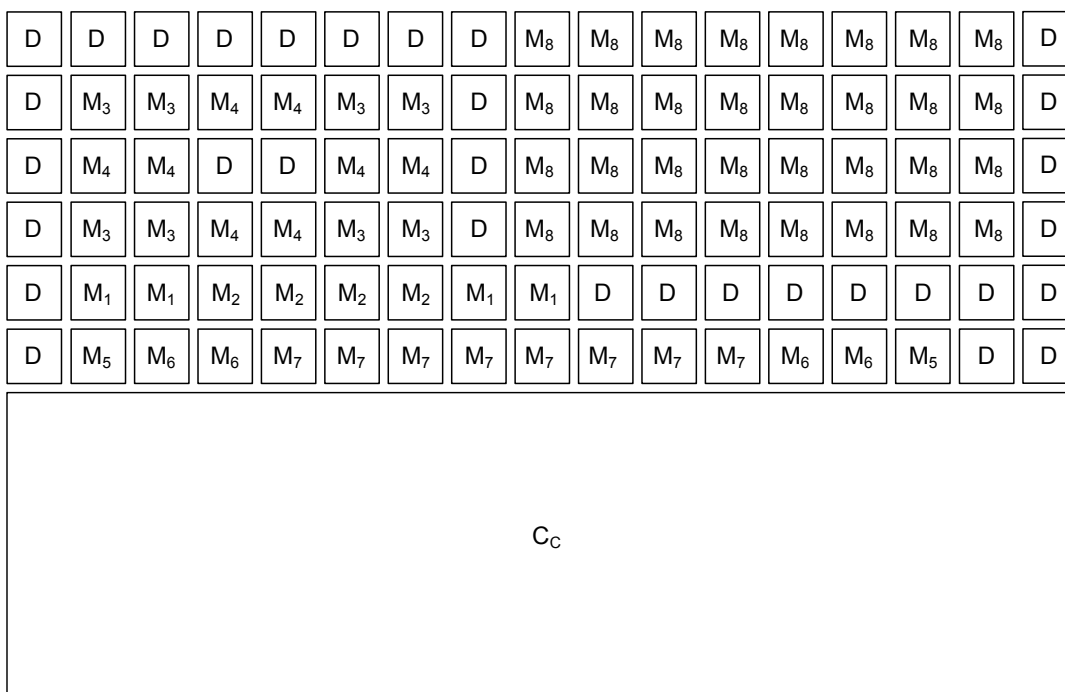 D D D D D D D D M₈ M₈ M₈ M₈ M₈ M₈ M₈ M₈ D
D M₃ M₃ M₄ M₄ M₃ M₃ D M₈ M₈ M₈ M₈ M₈ M₈ M₈ M₈ D
D M₄ M₄ D D M₄ M₄ D M₈ M₈ M₈ M₈ M₈ M₈ M₈ M₈ D
D M₃ M₃ M₄ M₄ M₃ M₃ D M₈ M₈ M₈ M₈ M₈ M₈ M₈ M₈ D
D M₁ M₁ M₂ M₂ M₂ M₂ M₁ M₁ D D D D D D D D
D M₅ M₆ M₆ M₇ M₇ M₇ M₇ M₇ M₇ M₇ M₇ M₆ M₆ M₅ D D
C_C